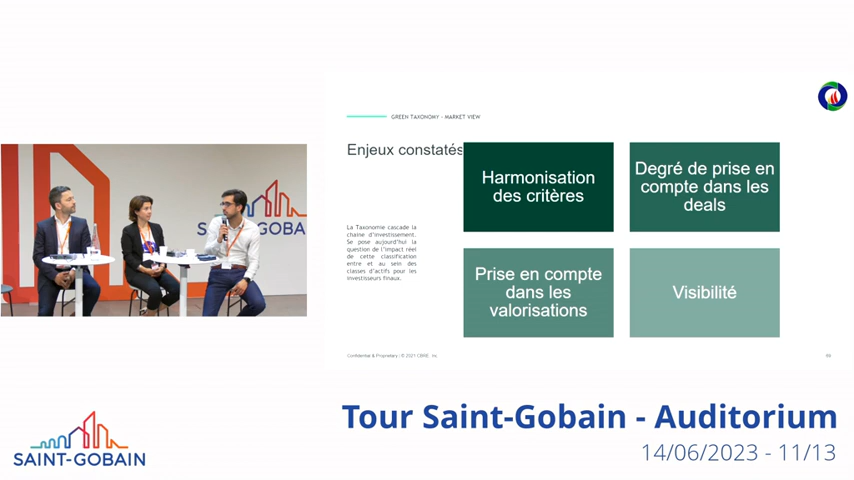 GREEN TAXONOMY - MARKET VIEW
Enjeux constatés
Harmonisation
des critères
Degré de prise en
compte dans les
deals
La Taxonomie cascade la
chaine d'investissement.
Se pose aujourd'hui la
question de l'impact réel
de cette classification
entre et au sein des
classes d'actifs pour les
investisseurs finaux.
Prise en compte
dans les
valorisations
Visibilité
Confidential & Proprietary | © 2021 CBRE, Inc.
SAINT-GOBA
Tour Saint-Gobain - Auditorium
14/06/2023 - 11/13
SAINT-GOBAIN